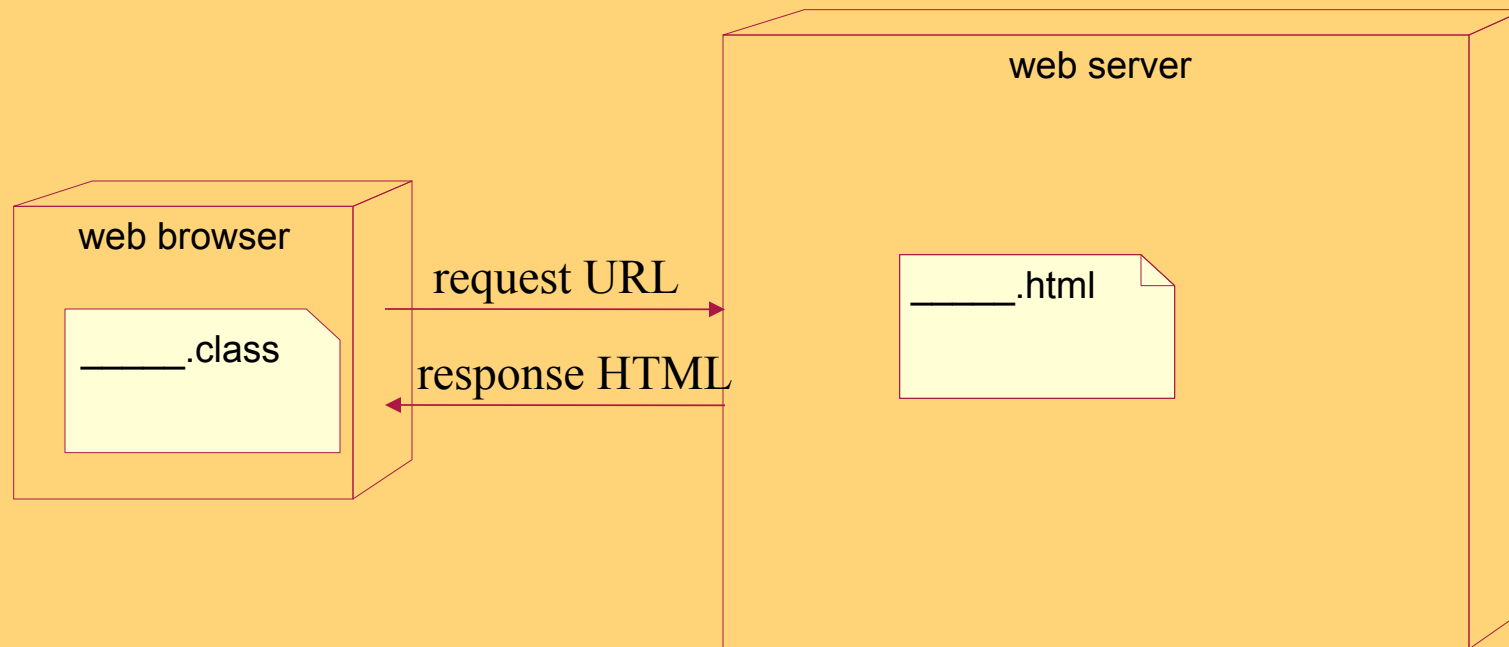 web server
web browser
request URL
_____.html
_____.class
response HTML